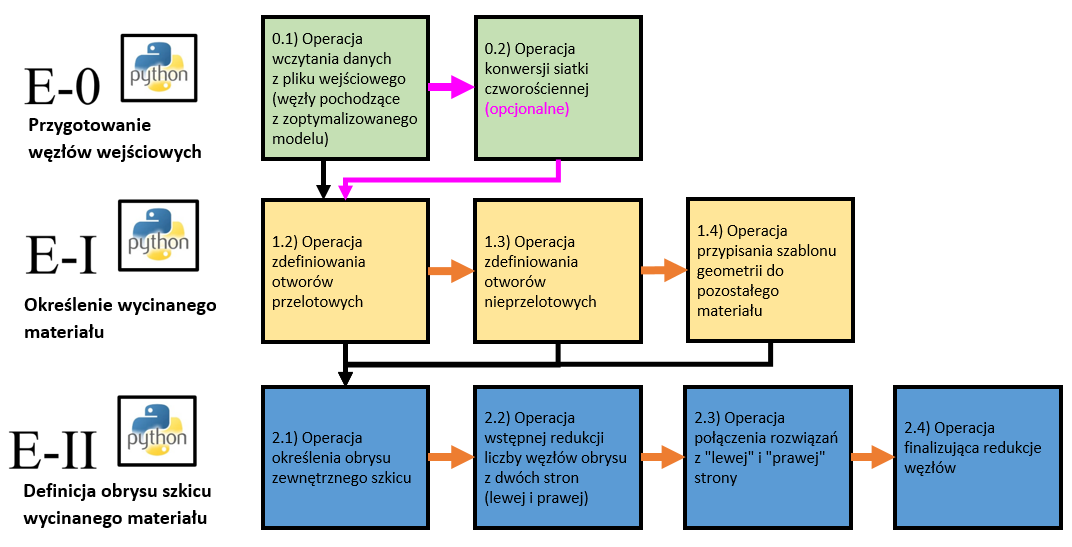 E-0
python
Przygotowanie
węzłów wejściowych
0.1) Operacja
wczytania danych
z pliku wejściowego
(węzły pochodzące
z zoptymalizowanego
modelu)
0.2) Operacja
konwersji siatki
czworościennej
(opcjonalne)
E-I
python
Określenie wycinanego
materiału
1.2) Operacja
zdefiniowania
otworów
przelotowych
1.3) Operacja
zdefiniowania
otworów
nieprzelotowych
1.4) Operacja
przypisania szablonu
geometrii do
pozostałego
materiału
E-II
python
Definicja obrysu szkicu
wycinanego materiału
2.1) Operacja
określenia obrysu
zewnętrznego szkicu
2.2) Operacja
wstępnej redukcji
liczby węzłów obrysu
z dwóch stron
(lewej i prawej)
2.3) Operacja
połączenia rozwiązań
z "lewej" i "prawej"
strony
2.4) Operacja
finalizująca redukcje
węzłów